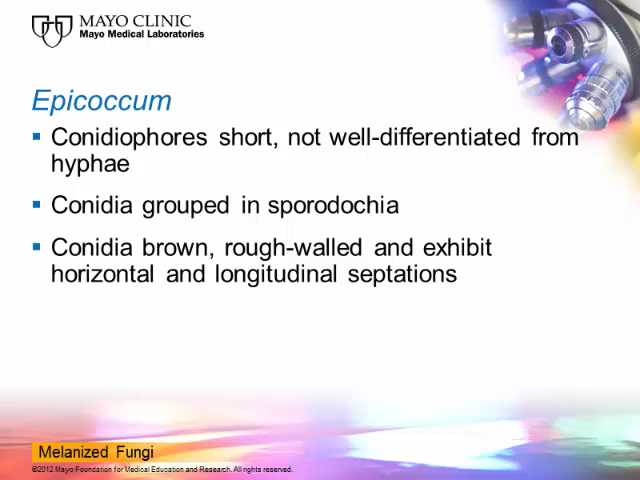 MAYO CLINIC
Mayo Medical Laboratories
Epicoccum
Conidiophores short, not well-differentiated from
hyphae
Conidia grouped in sporodochia
Conidia brown, rough-walled and exhibit
horizontal and longitudinal septations
Melanized Fungi
©2012 Mayo Foundation for Medical Education and Research. All rights reserved.